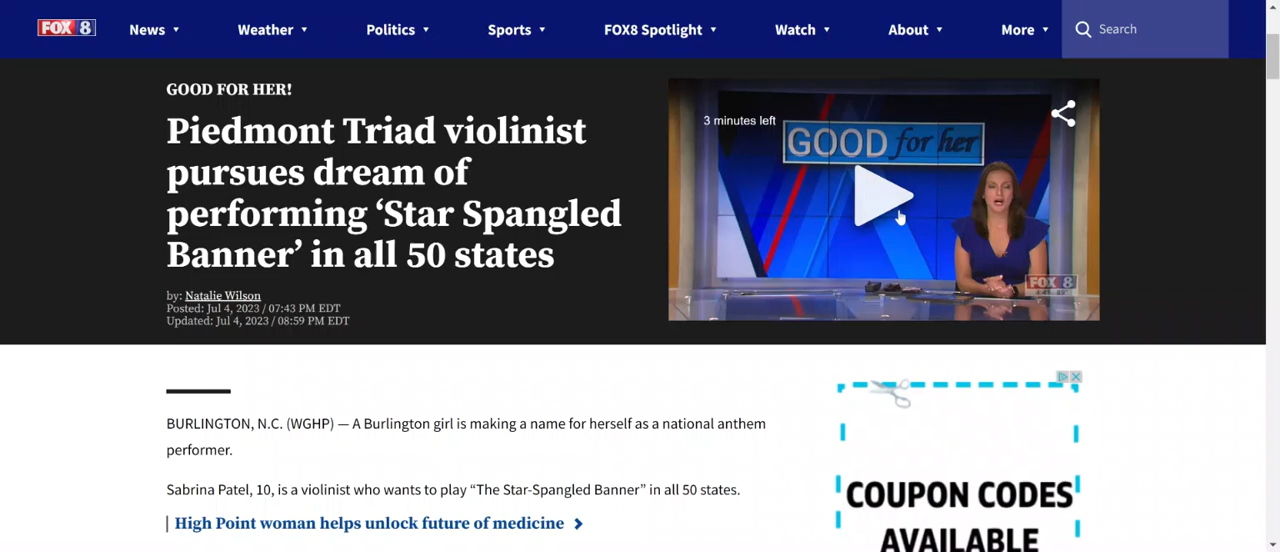 FOX 8
News
Weather
Politics
Sports
FOX8 Spotlight
Watch
About
More
Search
GOOD FOR HER!
Piedmont Triad violinist
pursues dream of
performing ‘Star Spangled
Banner’ in all 50 states
by: Natalie Wilson
Posted: Jul 4, 2023 / 07:43 PM EDT
Updated: Jul 4, 2023 / 08:59 PM EDT
3 minutes left
GOOD for her
FOX 8
BURLINGTON, N.C. (WGHP) — A Burlington girl is making a name for herself as a national anthem
performer.
Sabrina Patel, 10, is a violinist who wants to play “The Star-Spangled Banner” in all 50 states.
High Point woman helps unlock future of medicine
COUPON CODES
AVAILABLE